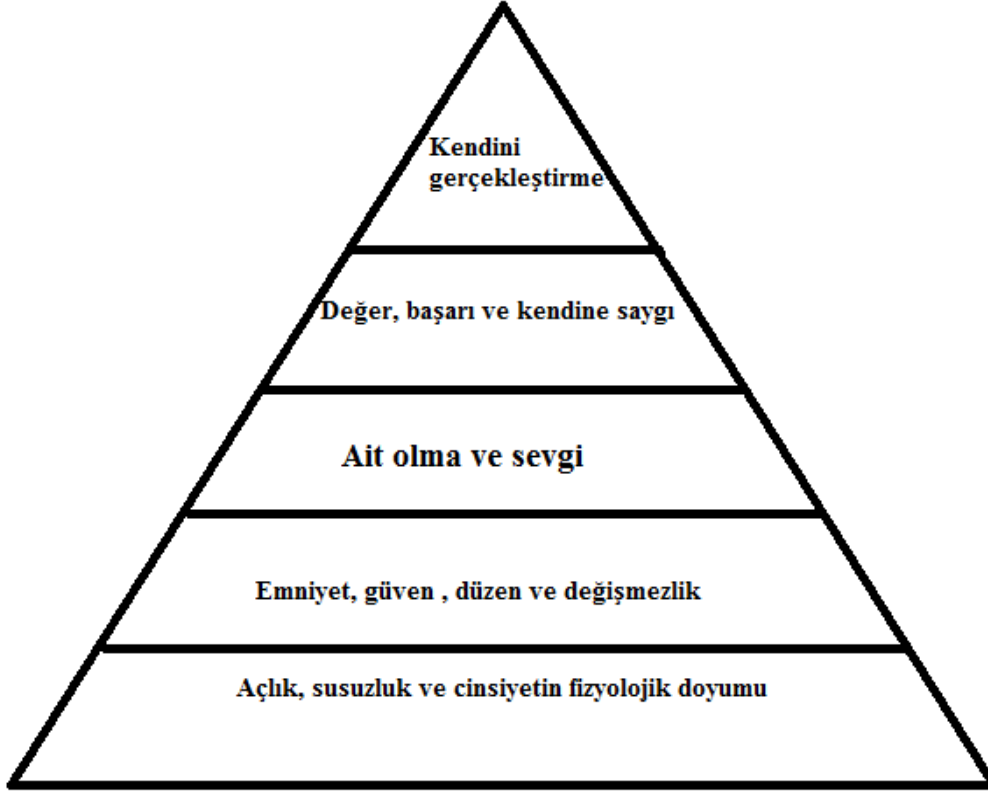 Kendini
gerçekleştirme
Değer, başarı ve kendine saygı
Ait olma ve sevgi
Emniyet, güven , düzen ve değişmezlik
Açlık, susuzluk ve cinsiyetin fizyolojik doyumu